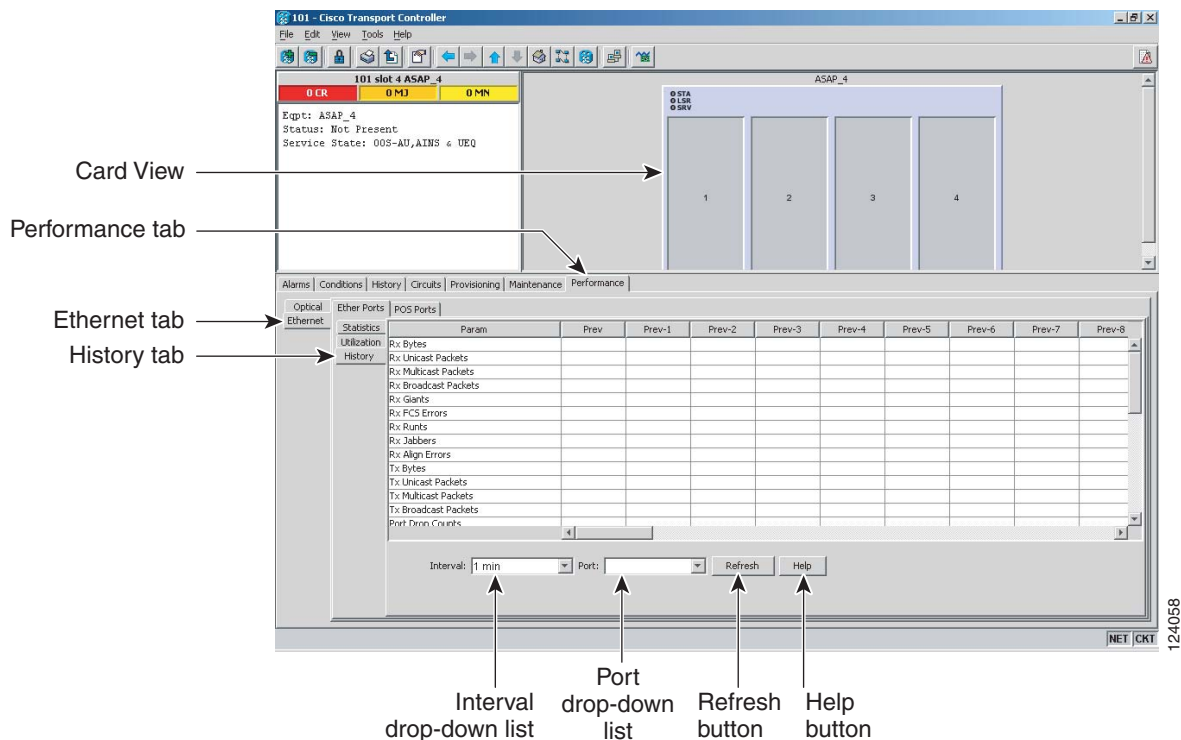 101 - Cisco Transport Controller
File Edit View Tools Help
101 slot 4 ASAP_4
0 CR 0 MJ 0 MN
Eqpt: ASAP_4
Status: Not Present
Service State: OOS-AU,AINS & UEQ
ASAP_4
STA
LSR
SRV
1 2 3 4
Card View
Performance tab
Alarms Conditions History Circuits Provisioning Maintenance Performance
Ethernet tab
History tab
Optical
Ethernet
Ether Ports POS Ports
Statistics
Utilization
History
Param Prev Prev-1 Prev-2 Prev-3 Prev-4 Prev-5 Prev-6 Prev-7 Prev-8
Rx Bytes
Rx Unicast Packets
Rx Multicast Packets
Rx Broadcast Packets
Rx Giants
Rx FCS Errors
Rx Runts
Rx Jabbers
Rx Align Errors
Tx Bytes
Tx Unicast Packets
Tx Multicast Packets
Tx Broadcast Packets
Port Drop Counts
Interval: 1 min Port: Refresh Help
NET CKT
124058
Interval
drop-down list
Port
drop-down
list
Refresh
button
Help
button